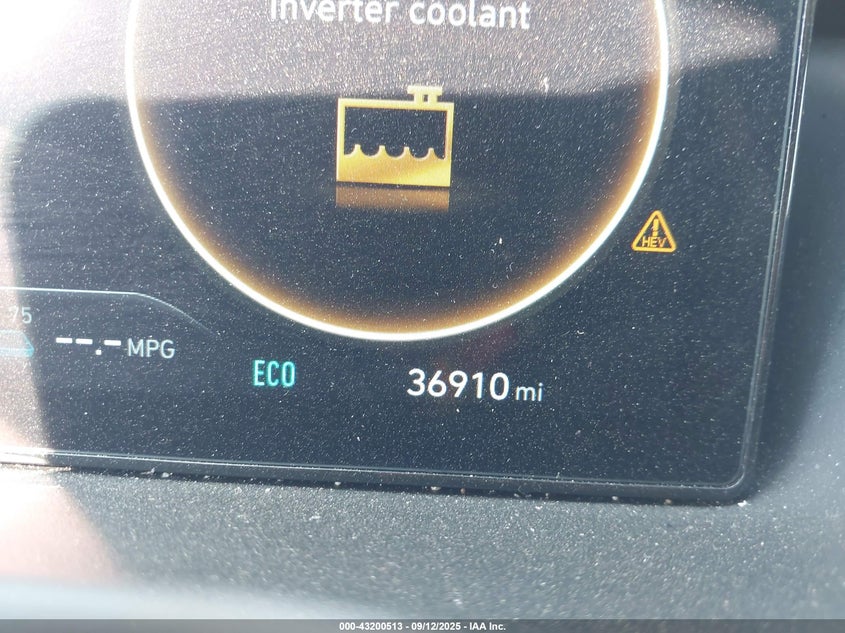 Inverter coolant
HEV
75
--.- MPG
ECO
36910 mi
000-43200513 - 09/12/2025 - IAA Inc.